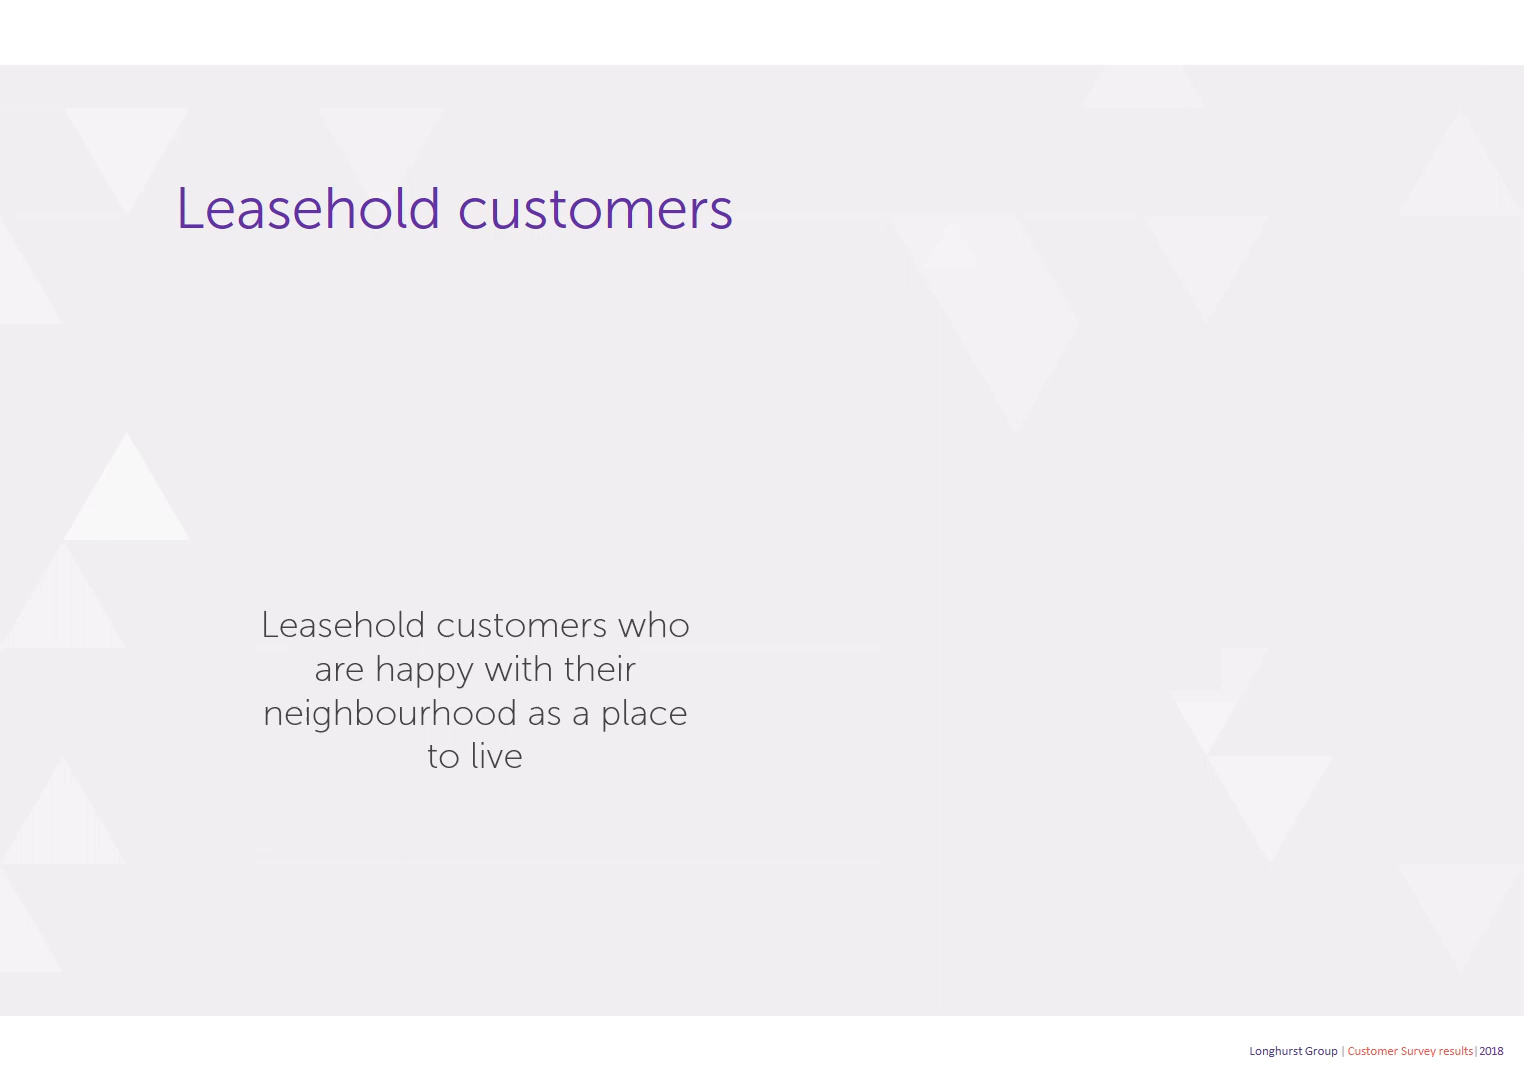 Leasehold customers
Leasehold customers who
are happy with their
neighbourhood as a place
to live
Longhurst Group | Customer Survey results|2018